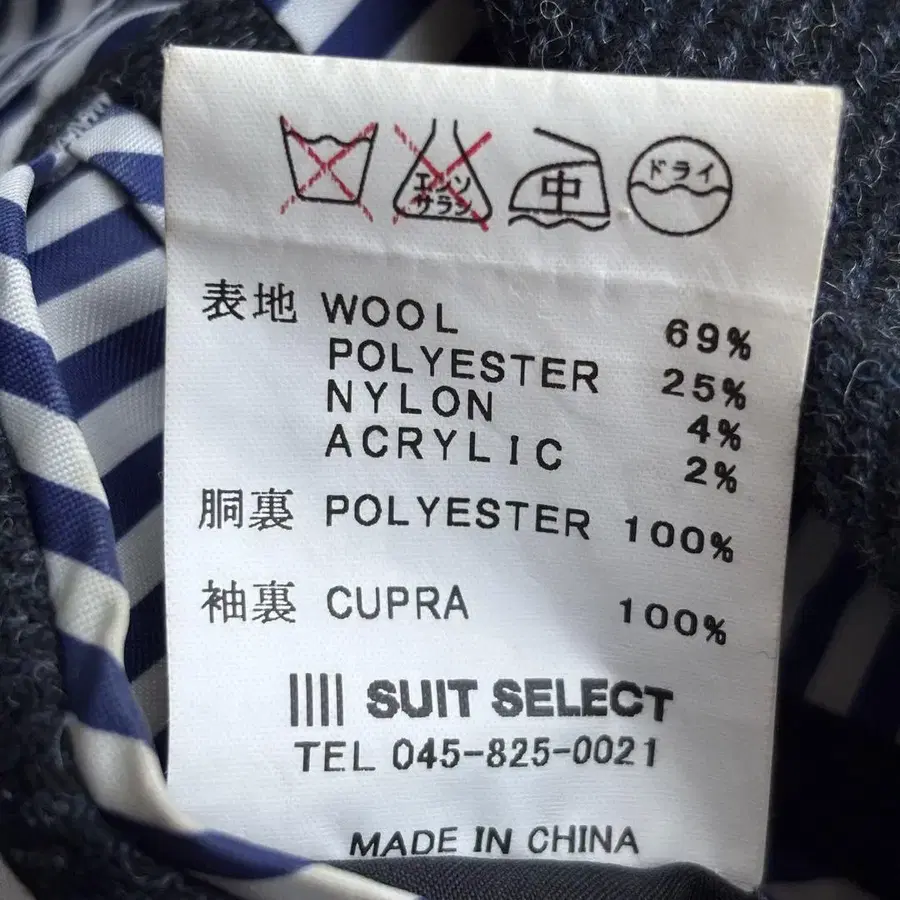 エンソ
サラシ
中
ドライ
表地 WOOL 69%
POLYESTER 25%
NYLON 4%
ACRYLIC 2%
胴裏 POLYESTER 100%
袖裏 CUPRA 100%
SUIT SELECT
TEL 045-825-0021
MADE IN CHINA